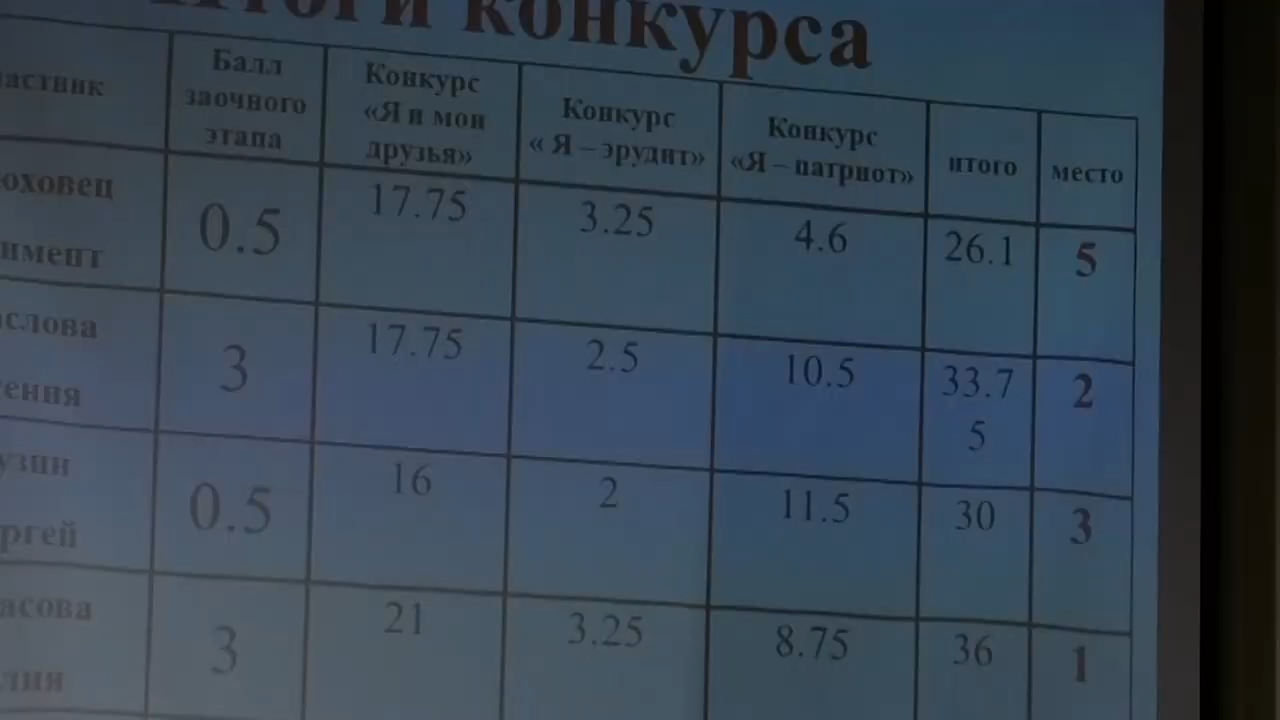 Итоги конкурса
Балл
заочного
этапа
Конкурс
«Я и мои
друзья»
Конкурс
« Я – эрудит»
Конкурс
«Я – патриот»
итого
место
0.5
17.75
3.25
4.6
26.1
5
3
17.75
2.5
10.5
33.7
5
2
0.5
16
2
11.5
30
3
3
21
3.25
8.75
36
1